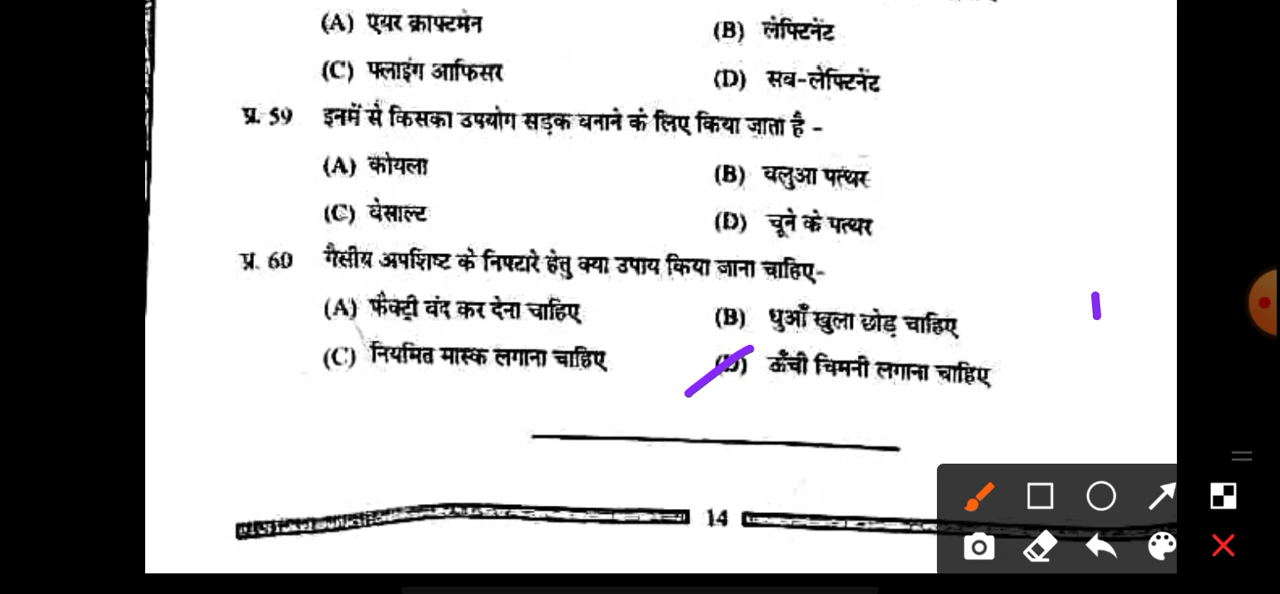 (A) एयर क्राफ्टमेन (B) लेफ्टिनेंट
(C) फ्लाइंग आफिसर (D) सब-लेफ्टिनेंट
प्र. 59 इनमें से किसका उपयोग सड़क बनाने के लिए किया जाता है -
(A) कोयला (B) बलुआ पत्थर
(C) बेसाल्ट (D) चूने के पत्थर
प्र. 60 गैसीय अपशिष्ट के निपटारे हेतु क्या उपाय किया जाना चाहिए-
(A) फैक्ट्री बंद कर देना चाहिए (B) धुआँ खुला छोड़ चाहिए
(C) नियमित मास्क लगाना चाहिए (D) ऊँची चिमनी लगाना चाहिए
14